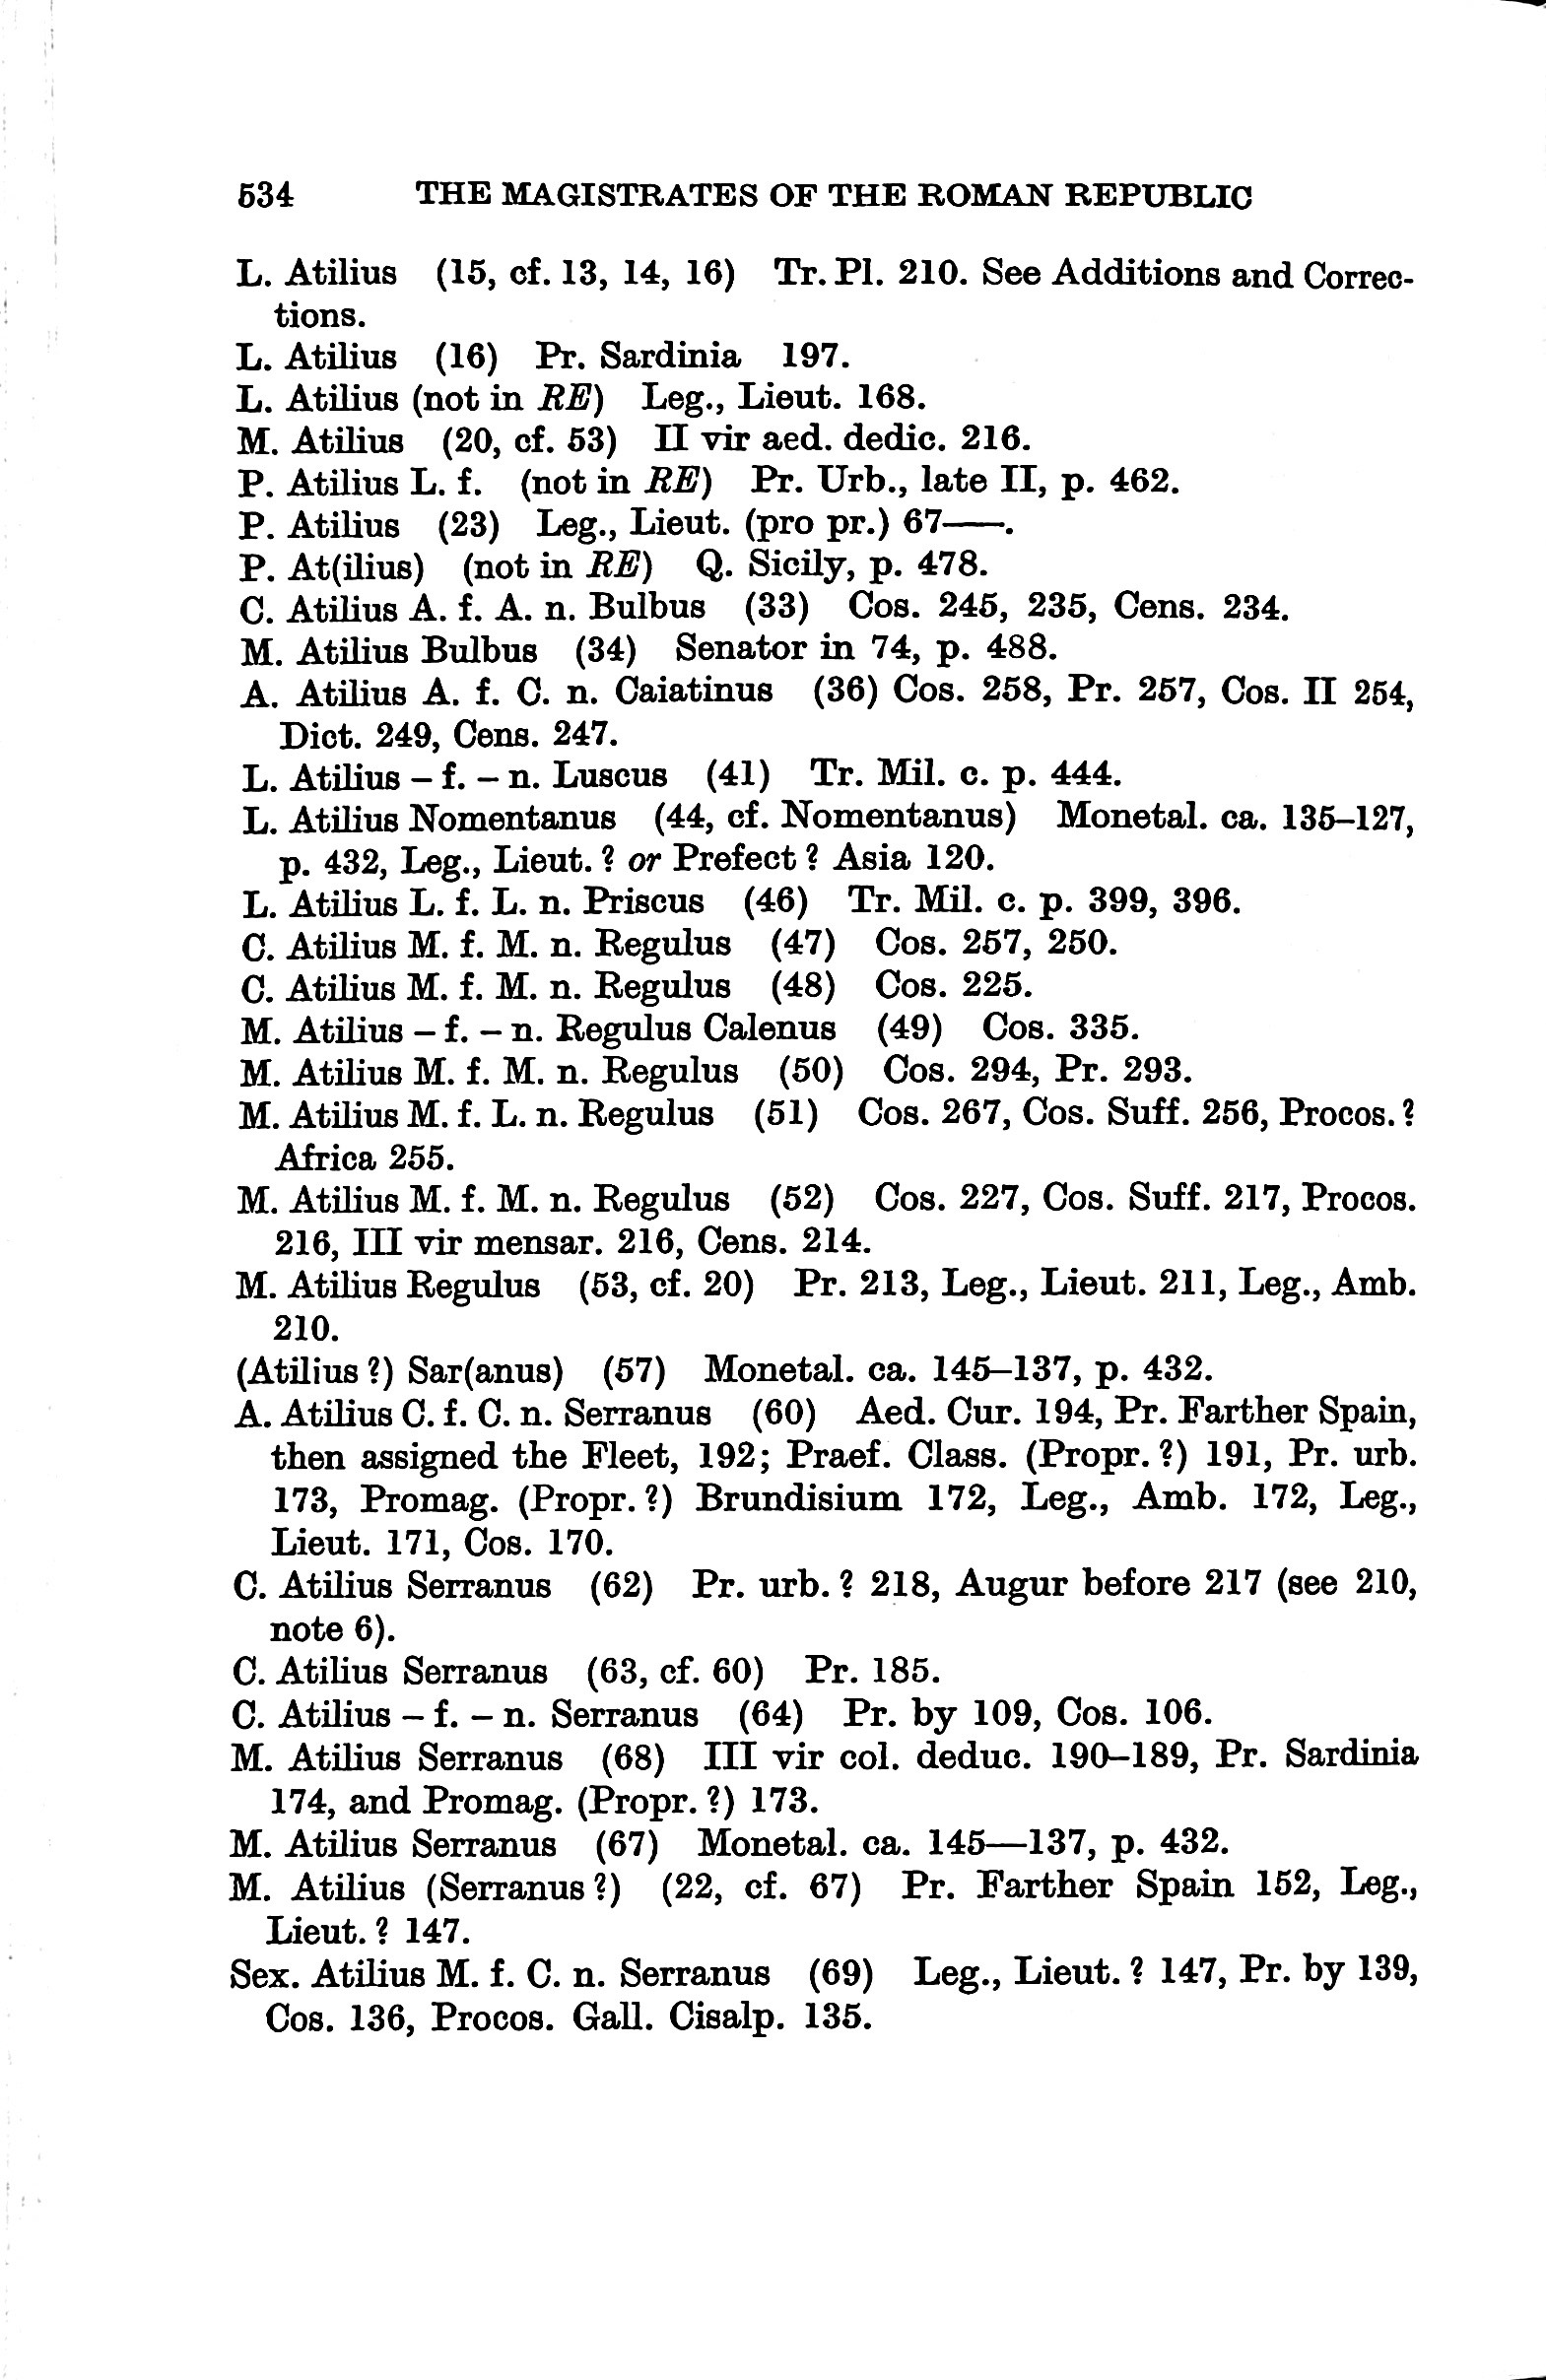 534 THE MAGISTRATES OF THE ROMAN REPUBLIC
L. Atilius (15, cf. 13, 14, 16) Tr. Pl. 210. See Additions and Correc-
tions.
L. Atilius (16) Pr. Sardinia 197.
L. Atilius (not in RE) Leg., Lieut. 168.
M. Atilius (20, cf. 53) II vir aed. dedic. 216.
P. Atilius L. f. (not in RE) Pr. Urb., late II, p. 462.
P. Atilius (23) Leg., Lieut. (pro pr.) 67——.
P. At(ilius) (not in RE) Q. Sicily, p. 478.
C. Atilius A. f. A. n. Bulbus (33) Cos. 245, 235, Cens. 234.
M. Atilius Bulbus (34) Senator in 74, p. 488.
A. Atilius A. f. C. n. Caiatinus (36) Cos. 258, Pr. 257, Cos. II 254,
Dict. 249, Cens. 247.
L. Atilius – f. – n. Luscus (41) Tr. Mil. c. p. 444.
L. Atilius Nomentanus (44, cf. Nomentanus) Monetal. ca. 135–127,
p. 432, Leg., Lieut. ? or Prefect ? Asia 120.
L. Atilius L. f. L. n. Priscus (46) Tr. Mil. c. p. 399, 396.
C. Atilius M. f. M. n. Regulus (47) Cos. 257, 250.
C. Atilius M. f. M. n. Regulus (48) Cos. 225.
M. Atilius – f. – n. Regulus Calenus (49) Cos. 335.
M. Atilius M. f. M. n. Regulus (50) Cos. 294, Pr. 293.
M. Atilius M. f. L. n. Regulus (51) Cos. 267, Cos. Suff. 256, Procos. ?
Africa 255.
M. Atilius M. f. M. n. Regulus (52) Cos. 227, Cos. Suff. 217, Procos.
216, III vir mensar. 216, Cens. 214.
M. Atilius Regulus (53, cf. 20) Pr. 213, Leg., Lieut. 211, Leg., Amb.
210.
(Atilius ?) Sar(anus) (57) Monetal. ca. 145–137, p. 432.
A. Atilius C. f. C. n. Serranus (60) Aed. Cur. 194, Pr. Farther Spain,
then assigned the Fleet, 192; Praef. Class. (Propr. ?) 191, Pr. urb.
173, Promag. (Propr. ?) Brundisium 172, Leg., Amb. 172, Leg.,
Lieut. 171, Cos. 170.
C. Atilius Serranus (62) Pr. urb. ? 218, Augur before 217 (see 210,
note 6).
C. Atilius Serranus (63, cf. 60) Pr. 185.
C. Atilius – f. – n. Serranus (64) Pr. by 109, Cos. 106.
M. Atilius Serranus (68) III vir col. deduc. 190–189, Pr. Sardinia
174, and Promag. (Propr. ?) 173.
M. Atilius Serranus (67) Monetal. ca. 145—137, p. 432.
M. Atilius (Serranus ?) (22, cf. 67) Pr. Farther Spain 152, Leg.,
Lieut. ? 147.
Sex. Atilius M. f. C. n. Serranus (69) Leg., Lieut. ? 147, Pr. by 139,
Cos. 136, Procos. Gall. Cisalp. 135.